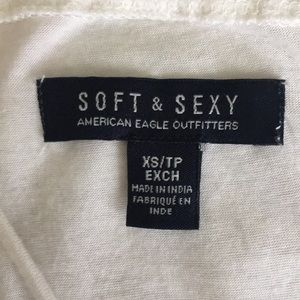 SOFT & SEXY
AMERICAN EAGLE OUTFITTERS
XS/TP
EXCH
MADE IN INDIA
FABRIQUÉ EN
INDE